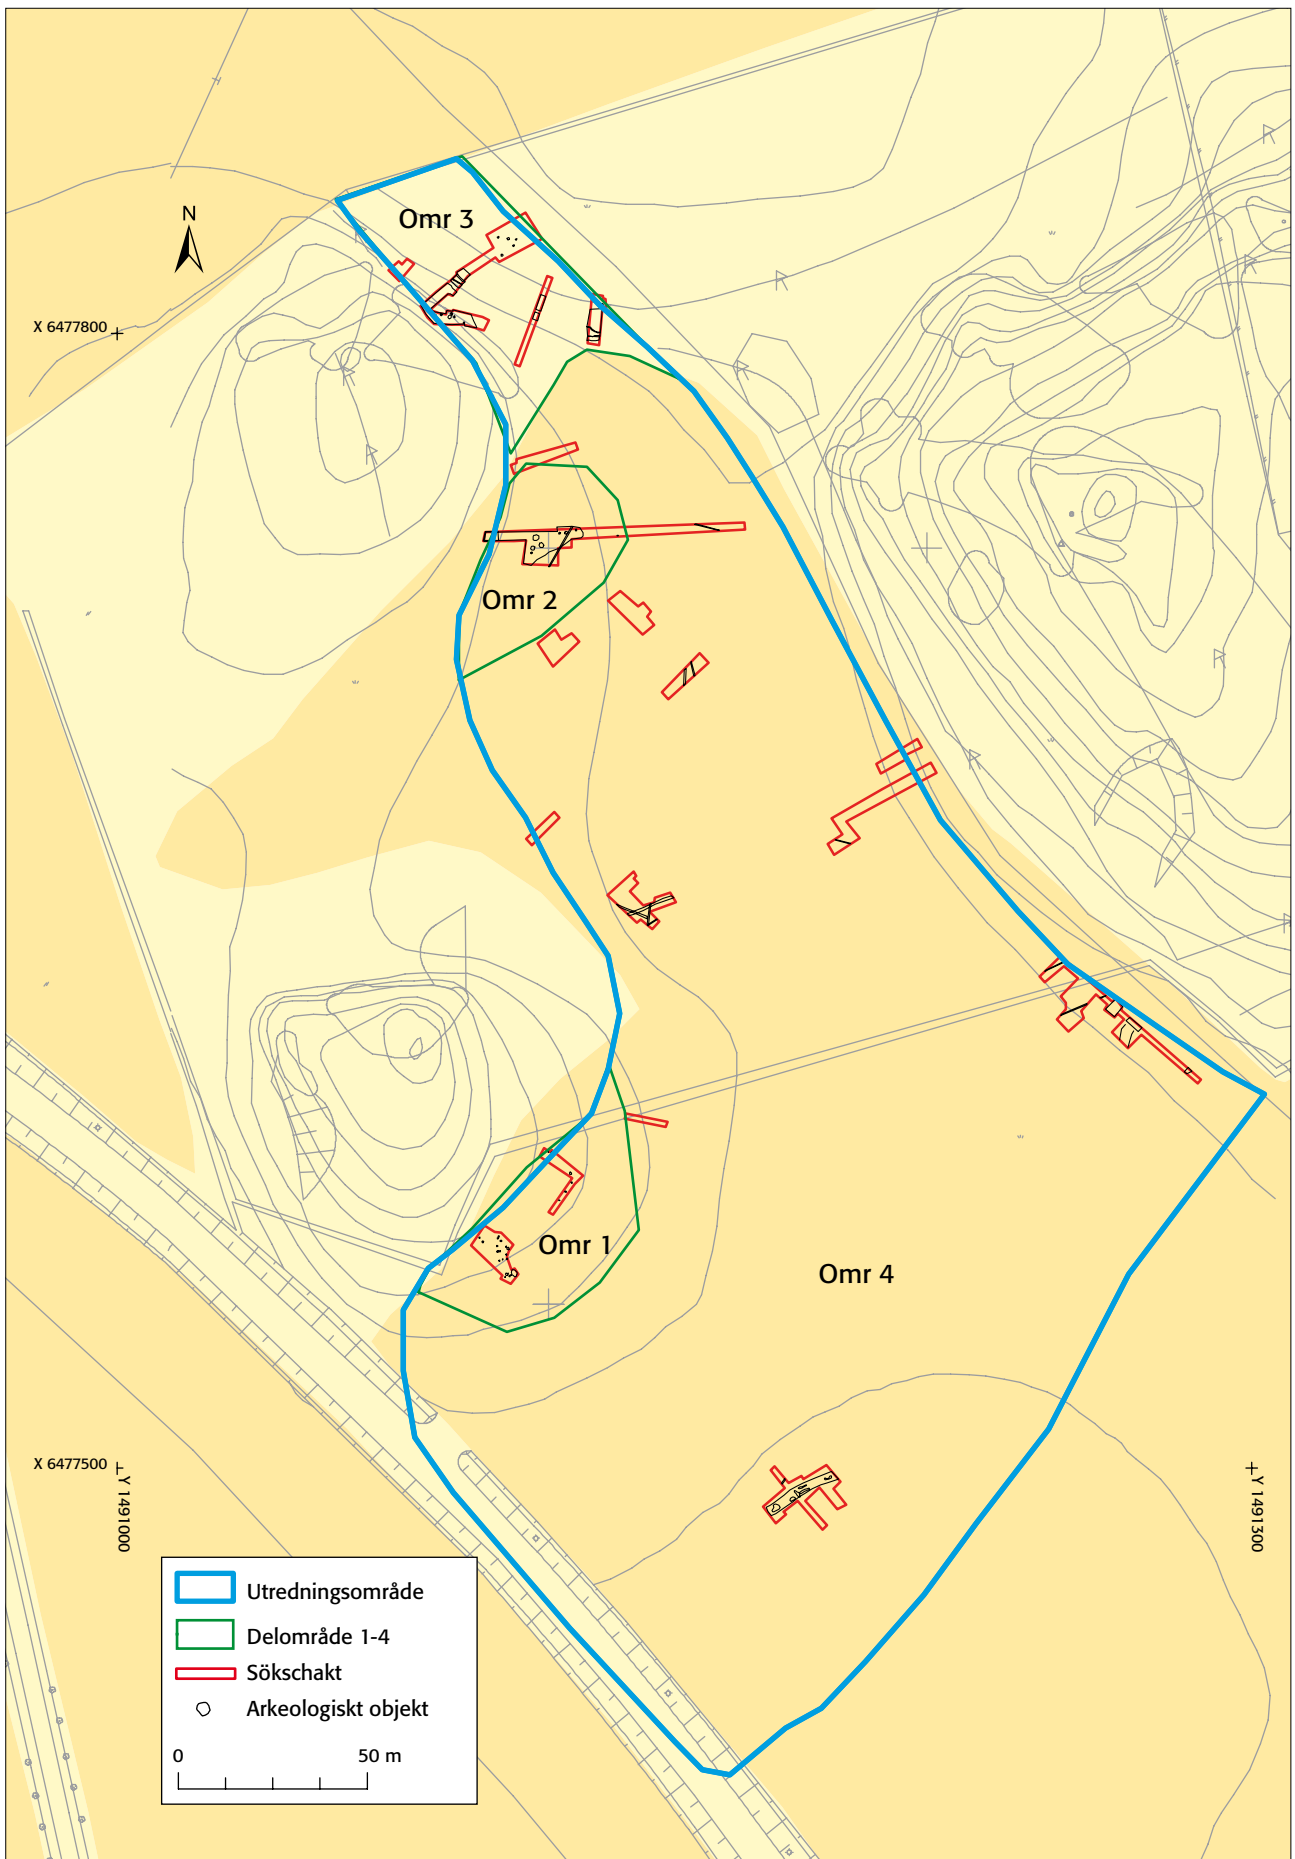 Omr 3
N
X 6477800
Omr 2
Omr 1
Omr 4
X 6477500
Y 1491000
Y 1491300
Utredningsområde
Delområde 1-4
Sökschakt
Arkeologiskt objekt
0 50 m